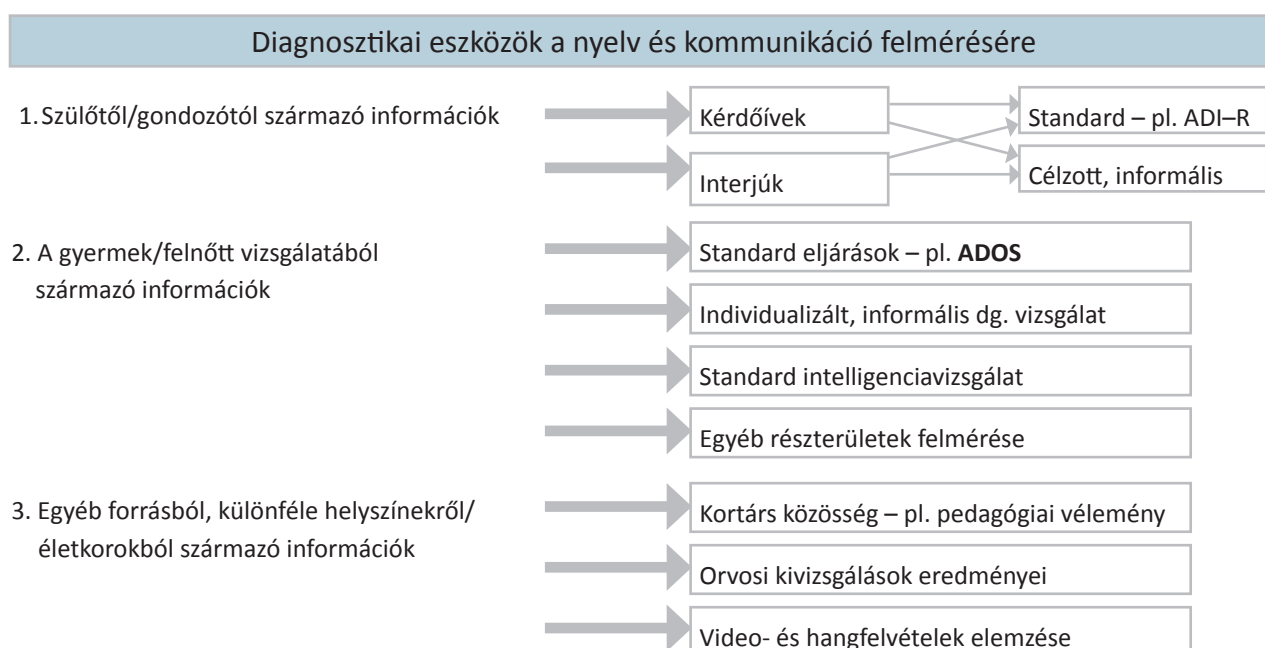 Diagnosztikai eszközök a nyelv és kommunikáció felmérésére
1. Szülőtől/gondozótól származó információk
Kérdőívek
Standard – pl. ADI–R
Interjúk
Célzott, informális
2. A gyermek/felnőtt vizsgálatából
származó információk
Standard eljárások – pl. ADOS
Individualizált, informális dg. vizsgálat
Standard intelligenciavizsgálat
Egyéb részterületek felmérése
3. Egyéb forrásból, különféle helyszínekről/
életkorokból származó információk
Kortárs közösség – pl. pedagógiai vélemény
Orvosi kivizsgálások eredményei
Video- és hangfelvételek elemzése